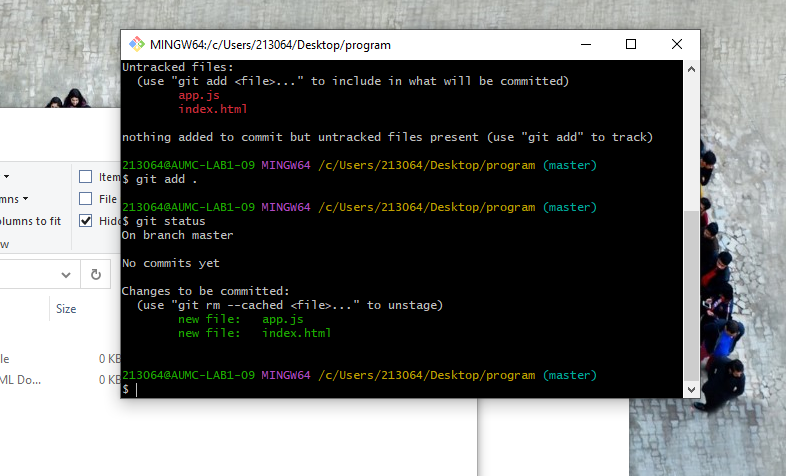 MINGW64:/c/Users/213064/Desktop/program
Untracked files:
(use "git add <file>..." to include in what will be committed)
app.js
index.html
nothing added to commit but untracked files present (use "git add" to track)
213064@AUMC-LAB1-09 MINGW64 /c/Users/213064/Desktop/program (master)
$ git add .
213064@AUMC-LAB1-09 MINGW64 /c/Users/213064/Desktop/program (master)
$ git status
On branch master
No commits yet
Changes to be committed:
(use "git rm --cached <file>..." to unstage)
new file: app.js
new file: index.html
213064@AUMC-LAB1-09 MINGW64 /c/Users/213064/Desktop/program (master)
$
Item
File
to fit
Size
0 KB
Do...
0 KB